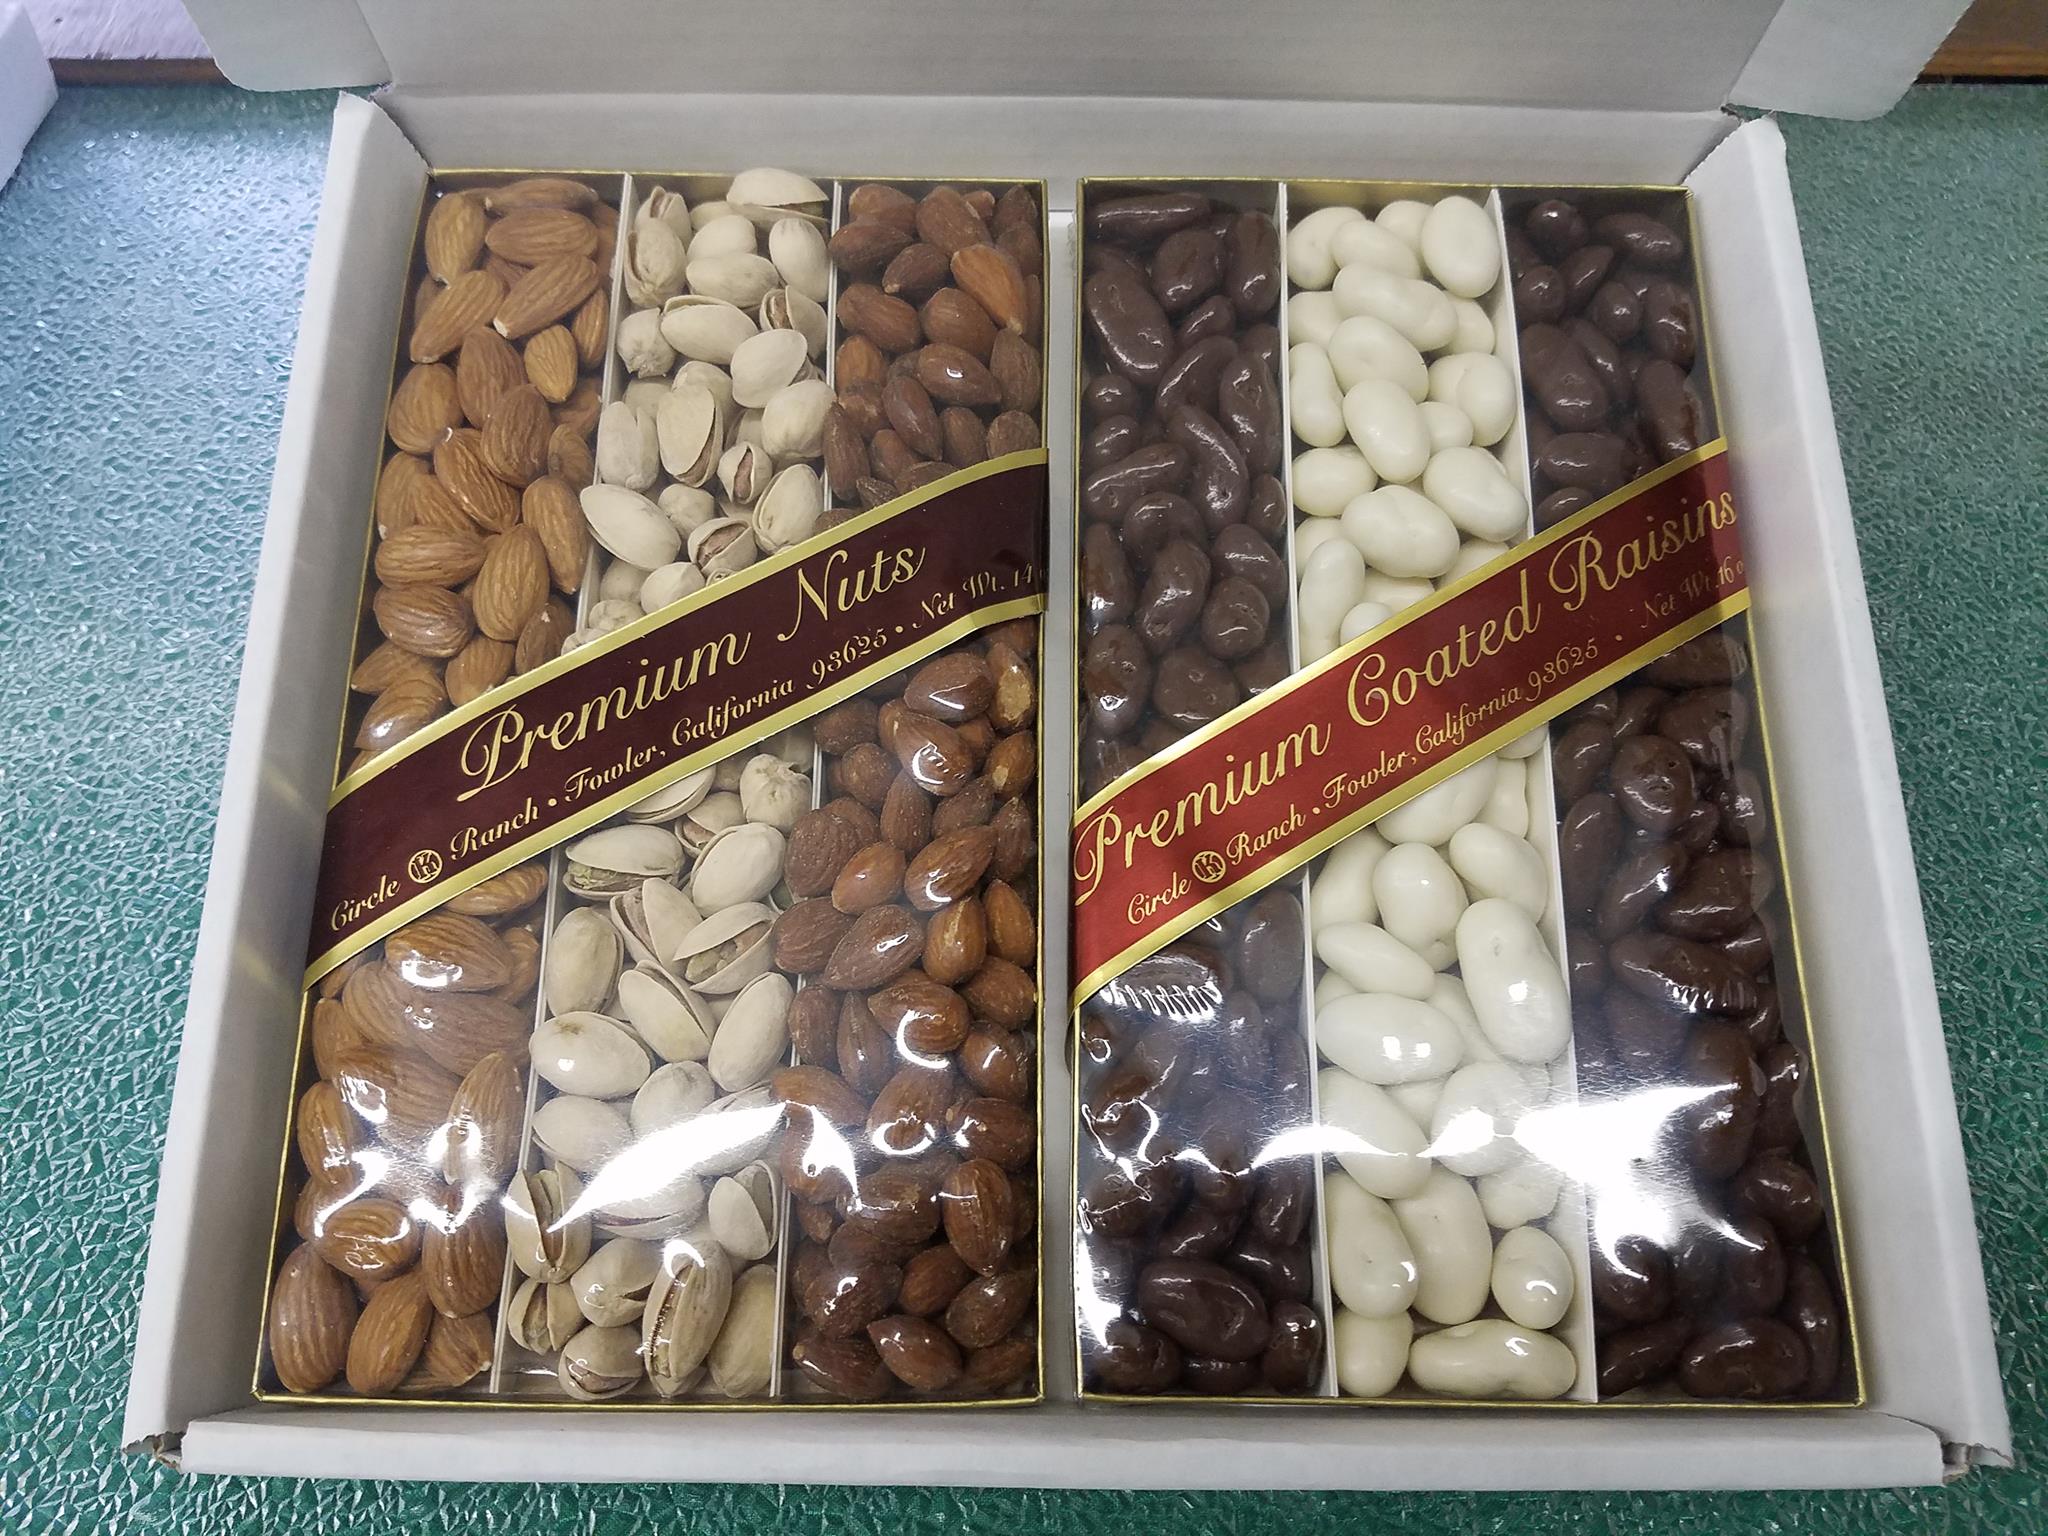 Premium Nuts
Circle K Ranch • Fowler, California 93625 • Net Wt. 14
Premium Coated Raisins
Circle K Ranch • Fowler, California 93625 • Net Wt. 16 o